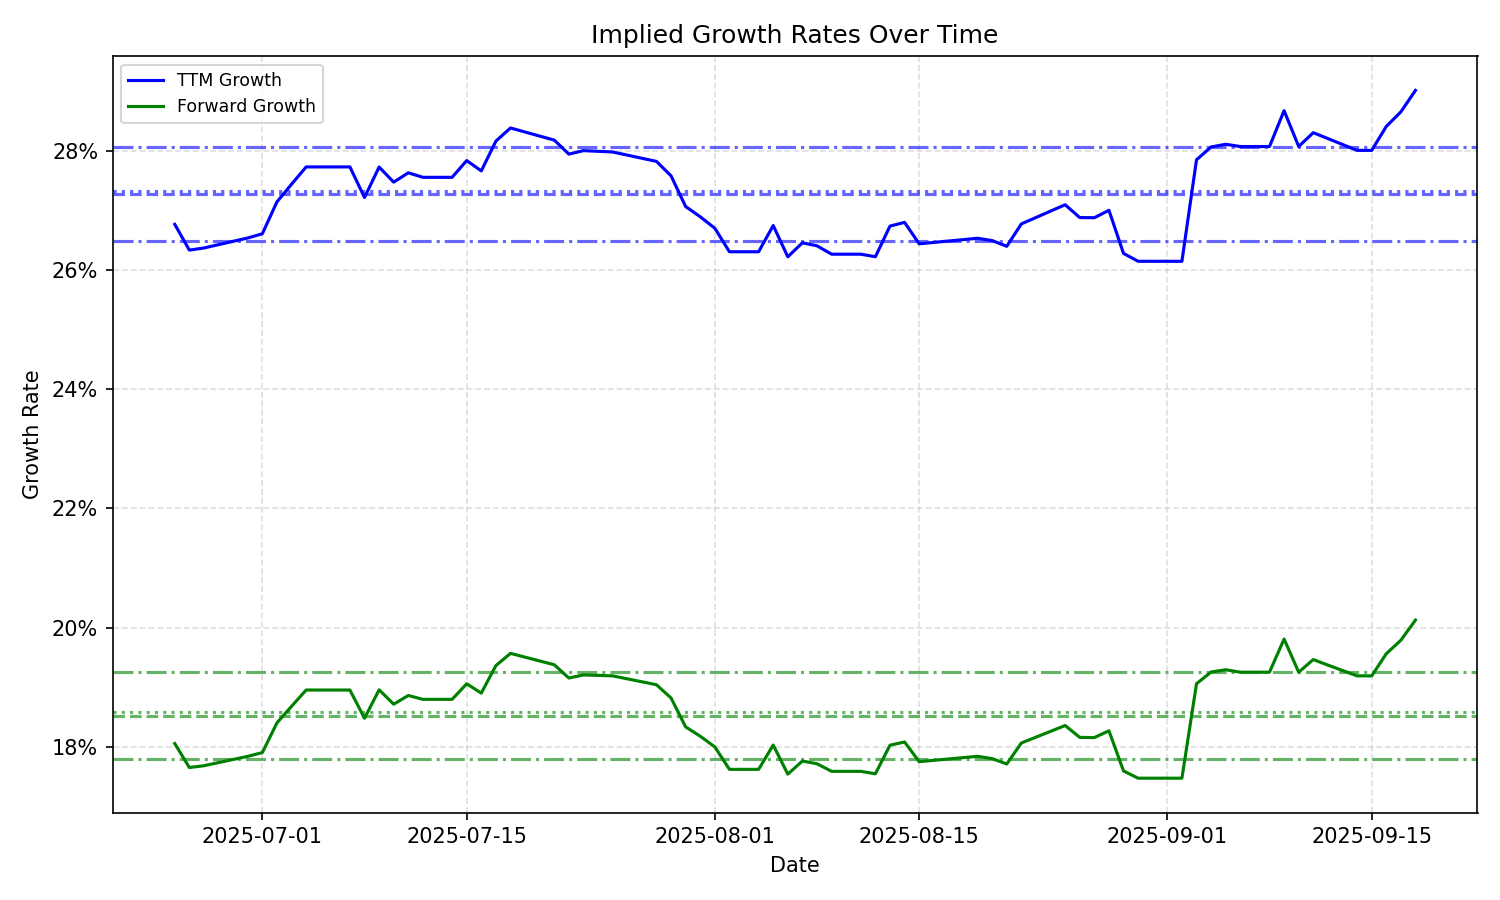 Implied Growth Rates Over Time
TTM Growth
Forward Growth
Growth Rate
28%
26%
24%
22%
20%
18%
2025-07-01
2025-07-15
2025-08-01
2025-08-15
2025-09-01
2025-09-15
Date